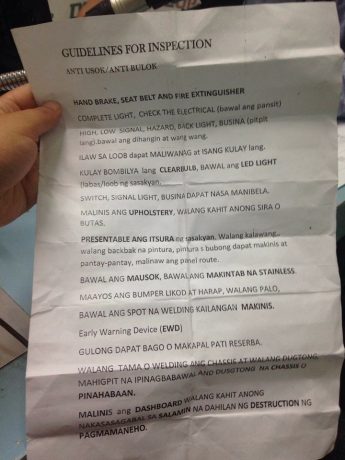 GUIDELINES FOR INSPECTION
ANTI USOK/ANTI BULOK
HAND BRAKE, SEAT BELT AND FIRE EXTINGUISHER
COMPLETE LIGHT, CHECK THE ELECTRICAL (bawal ang pansit)
HIGH, LOW, SIGNAL, HAZARD, BACK LIGHT, BUSINA (pitpit
lang) bawal ang dihangin at wang wang.
ILAW SA LOOB dapat MALIWANAG at ISANG KULAY lang.
KULAY BOMBILYA lang CLEARBULB, BAWAL ang LED LIGHT
(labas/loob ng sasakyan.
SWITCH, SIGNAL LIGHT, BUSINA DAPAT NASA MANIBELA.
MALINIS ang UPHOLSTERY, WALANG KAHIT ANONG SIRA O
BUTAS.
PRESENTABLE ANG ITSURA ng sasakyan. Walang kalawang,
walang backbak na pintura, pintura s bubong dapat makinis at
pantay-pantay, malinaw ang panel route.
BAWAL ANG MAUSOK, BAWAL ANG MAKINTAB NA STAINLESS.
MAAYOS ANG BUMPER LIKOD AT HARAP, WALANG PALO,
BAWAL ANG SPOT NA WELDING KAILANGAN MAKINIS.
Early Warning Device (EWD)
GULONG DAPAT BAGO O MAKAPAL PATI RESERBA.
WALANG TAMA O WELDING ANG CHASSIS AT WALANG DUGTONG,
MAHIGPIT NA IPINAGBABAWAL AND DUSGTONG NA CHASSIS O
PINAHABAAN.
MALINIS ang DASHBOARD WALANG KAHIT ANONG
NAKASASAGABAL SA SALAMIN NA DAHILAN NG DESTRUCTION NG
PAGMAMANEHO.